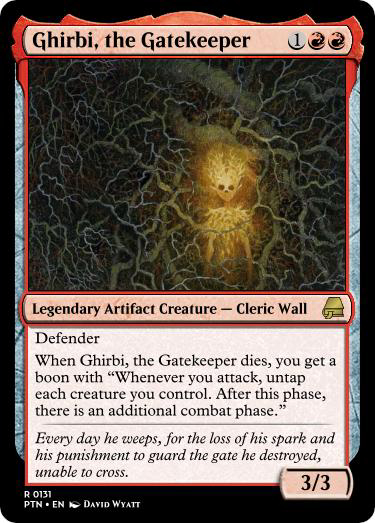 Ghirbi, the Gatekeeper 1
Legendary Artifact Creature — Cleric Wall
Defender
When Ghirbi, the Gatekeeper dies, you get a
boon with “Whenever you attack, untap
each creature you control. After this phase,
there is an additional combat phase.”
Every day he weeps, for the loss of his spark and
his punishment to guard the gate he destroyed,
unable to cross.
3/3
R 0131
PTN • EN DAVID WYATT